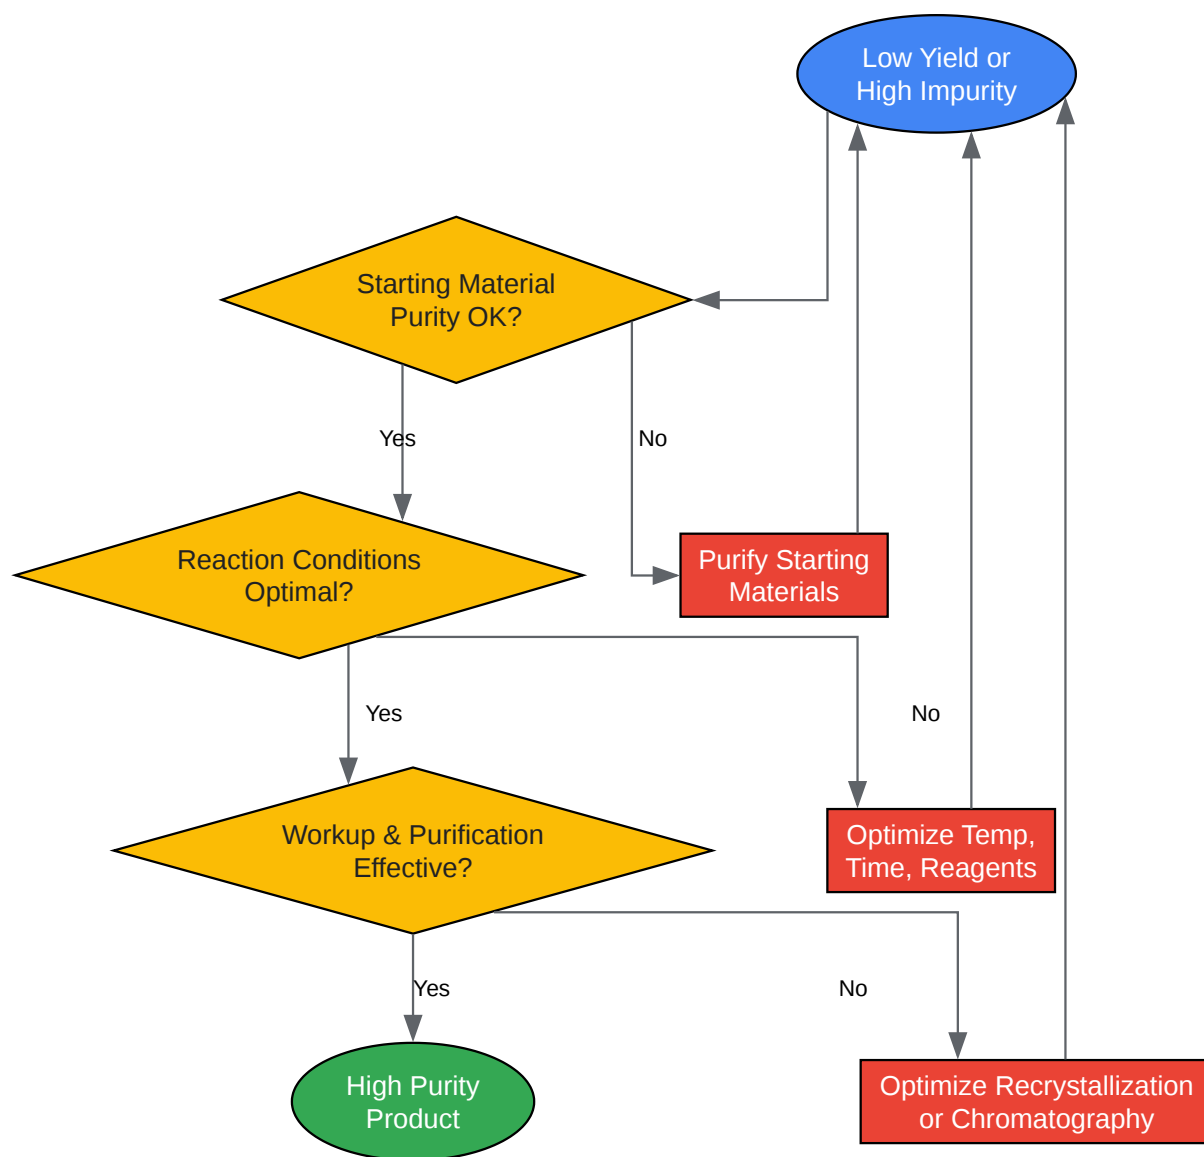 Low Yield or
High Impurity
Starting Material
Purity OK?
Yes
No
Reaction Conditions
Optimal?
Purify Starting
Materials
Yes
No
Workup & Purification
Effective?
Optimize Temp,
Time, Reagents
Yes
No
High Purity
Product
Optimize Recrystallization
or Chromatography